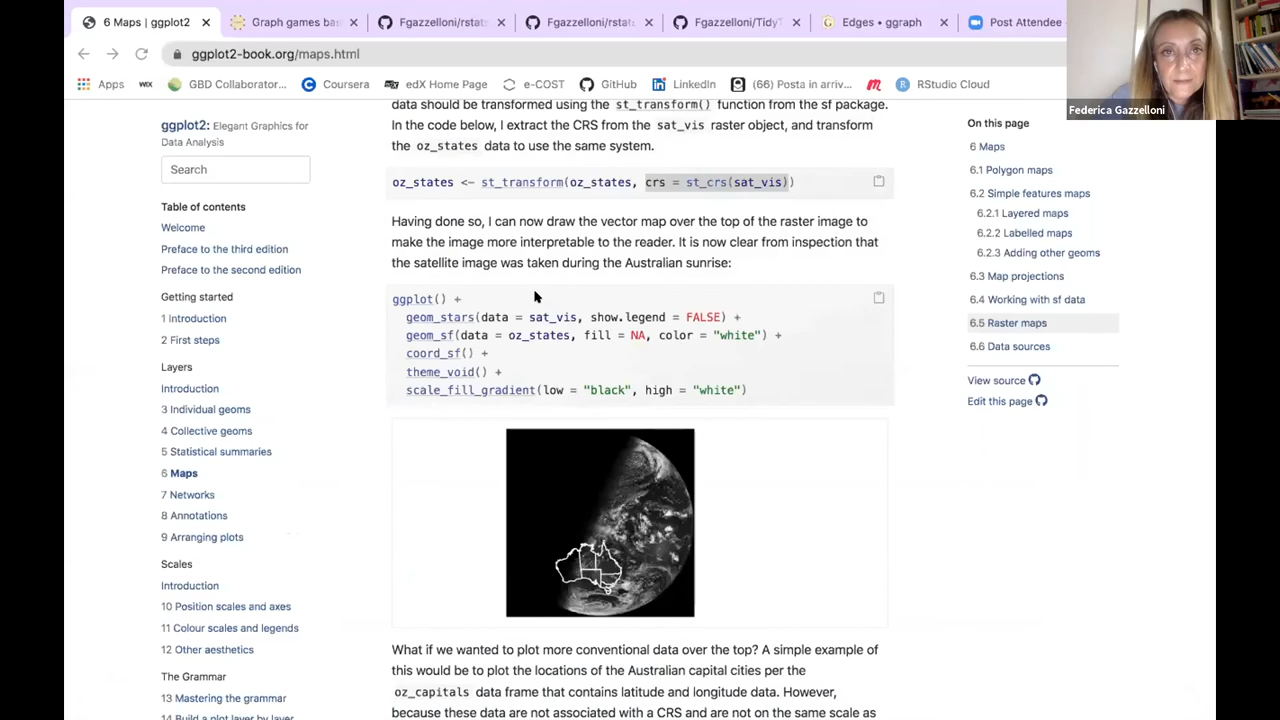 6 Maps | ggplot2
Graph games bas
Fgazzelloni/rstats
Fgazzelloni/rsta
Fgazzelloni/TidyT
Edges • ggraph
Post Attendee
ggplot2-book.org/maps.html
Apps
WIX
GBD Collaborator...
Coursera
edX Home Page
e-COST
GitHub
LinkedIn
(66) Posta in arriv...
RStudio Cloud
Federica Gazzelloni
ggplot2: Elegant Graphics for
Data Analysis
Search
Table of contents
Welcome
Preface to the third edition
Preface to the second edition
Getting started
1 Introduction
2 First steps
Layers
Introduction
3 Individual geoms
4 Collective geoms
5 Statistical summaries
6 Maps
7 Networks
8 Annotations
9 Arranging plots
Scales
Introduction
10 Position scales and axes
11 Colour scales and legends
12 Other aesthetics
The Grammar
13 Mastering the grammar
14 Build a plot layer by layer
data should be transformed using the st_transform() function from the sf package.
In the code below, I extract the CRS from the sat_vis raster object, and transform
the oz_states data to use the same system.
oz_states <- st_transform(oz_states, crs = st_crs(sat_vis))
Having done so, I can now draw the vector map over the top of the raster image to
make the image more interpretable to the reader. It is now clear from inspection that
the satellite image was taken during the Australian sunrise:
ggplot() +
geom_stars(data = sat_vis, show.legend = FALSE) +
geom_sf(data = oz_states, fill = NA, color = "white") +
coord_sf() +
theme_void() +
scale_fill_gradient(low = "black", high = "white")
What if we wanted to plot more conventional data over the top? A simple example of
this would be to plot the locations of the Australian capital cities per the
oz_capitals data frame that contains latitude and longitude data. However,
because these data are not associated with a CRS and are not on the same scale as
On this page
6 Maps
6.1 Polygon maps
6.2 Simple features maps
6.2.1 Layered maps
6.2.2 Labelled maps
6.2.3 Adding other geoms
6.3 Map projections
6.4 Working with sf data
6.5 Raster maps
6.6 Data sources
View source
Edit this page